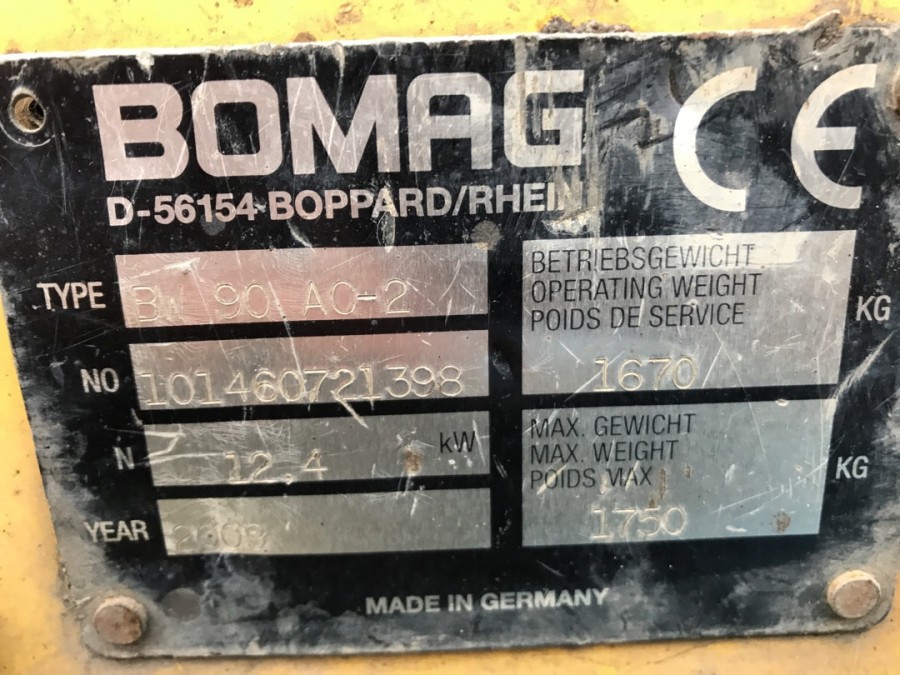 BOMAG CE
D-56154 BOPPARD/RHEIN
TYPE BW 90 AC-2
NO 101460721398
N 12.4 kW
YEAR 2008
BETRIEBSGEWICHT
OPERATING WEIGHT
POIDS DE SERVICE
1670 KG
MAX. GEWICHT
MAX. WEIGHT
POIDS MAX
1750 KG
MADE IN GERMANY